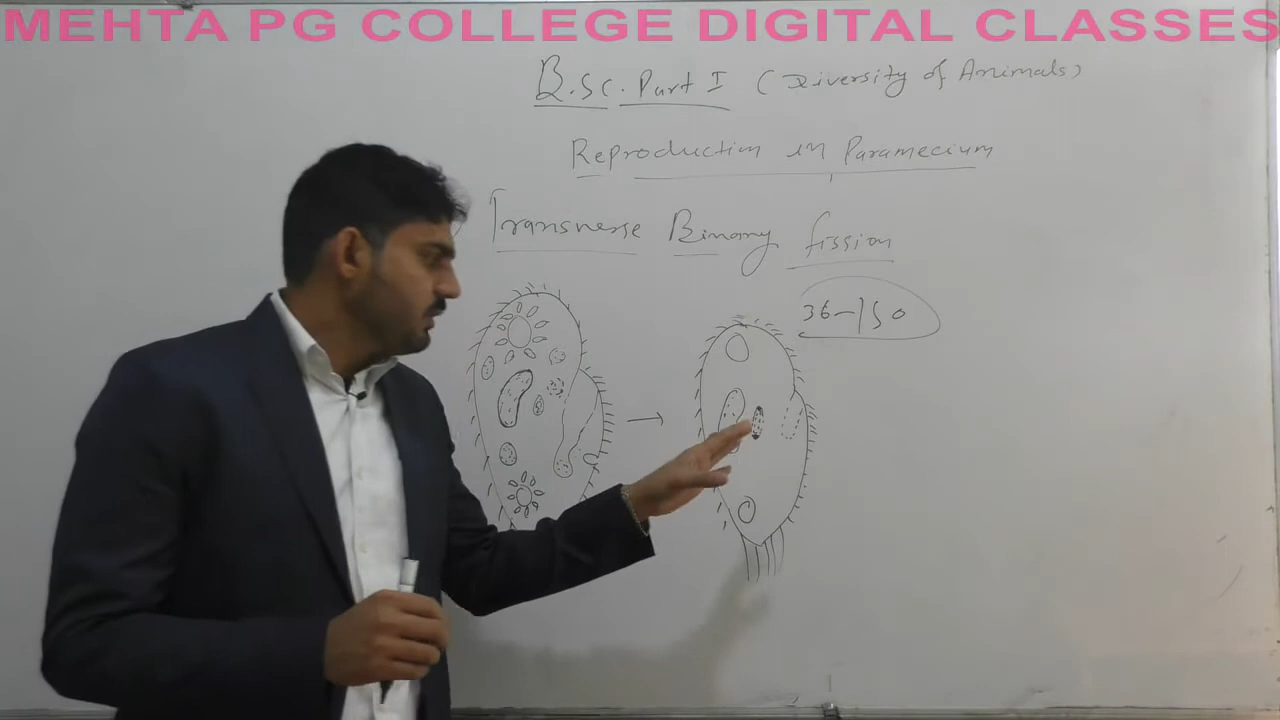 MEHTA PG COLLEGE DIGITAL CLASSES
B.Sc. Part I (Diversity of Animals)
Reproduction in Paramecium
Transverse Binary fission
36-150